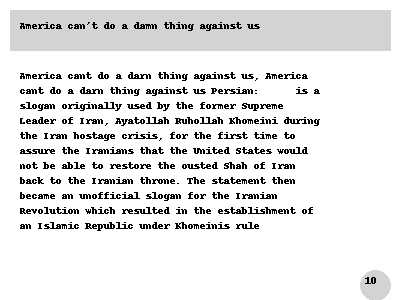 America can't do a damn thing against us
America cant do a darn thing against us, America
cant do a darn thing against us Persian: is a
slogan originally used by the former Supreme
Leader of Iran, Ayatollah Ruhollah Khomeini during
the Iran hostage crisis, for the first time to
assure the Iranians that the United States would
not be able to restore the ousted Shah of Iran
back to the Iranian throne. The statement then
became an unofficial slogan for the Iranian
Revolution which resulted in the establishment of
an Islamic Republic under Khomeinis rule
10